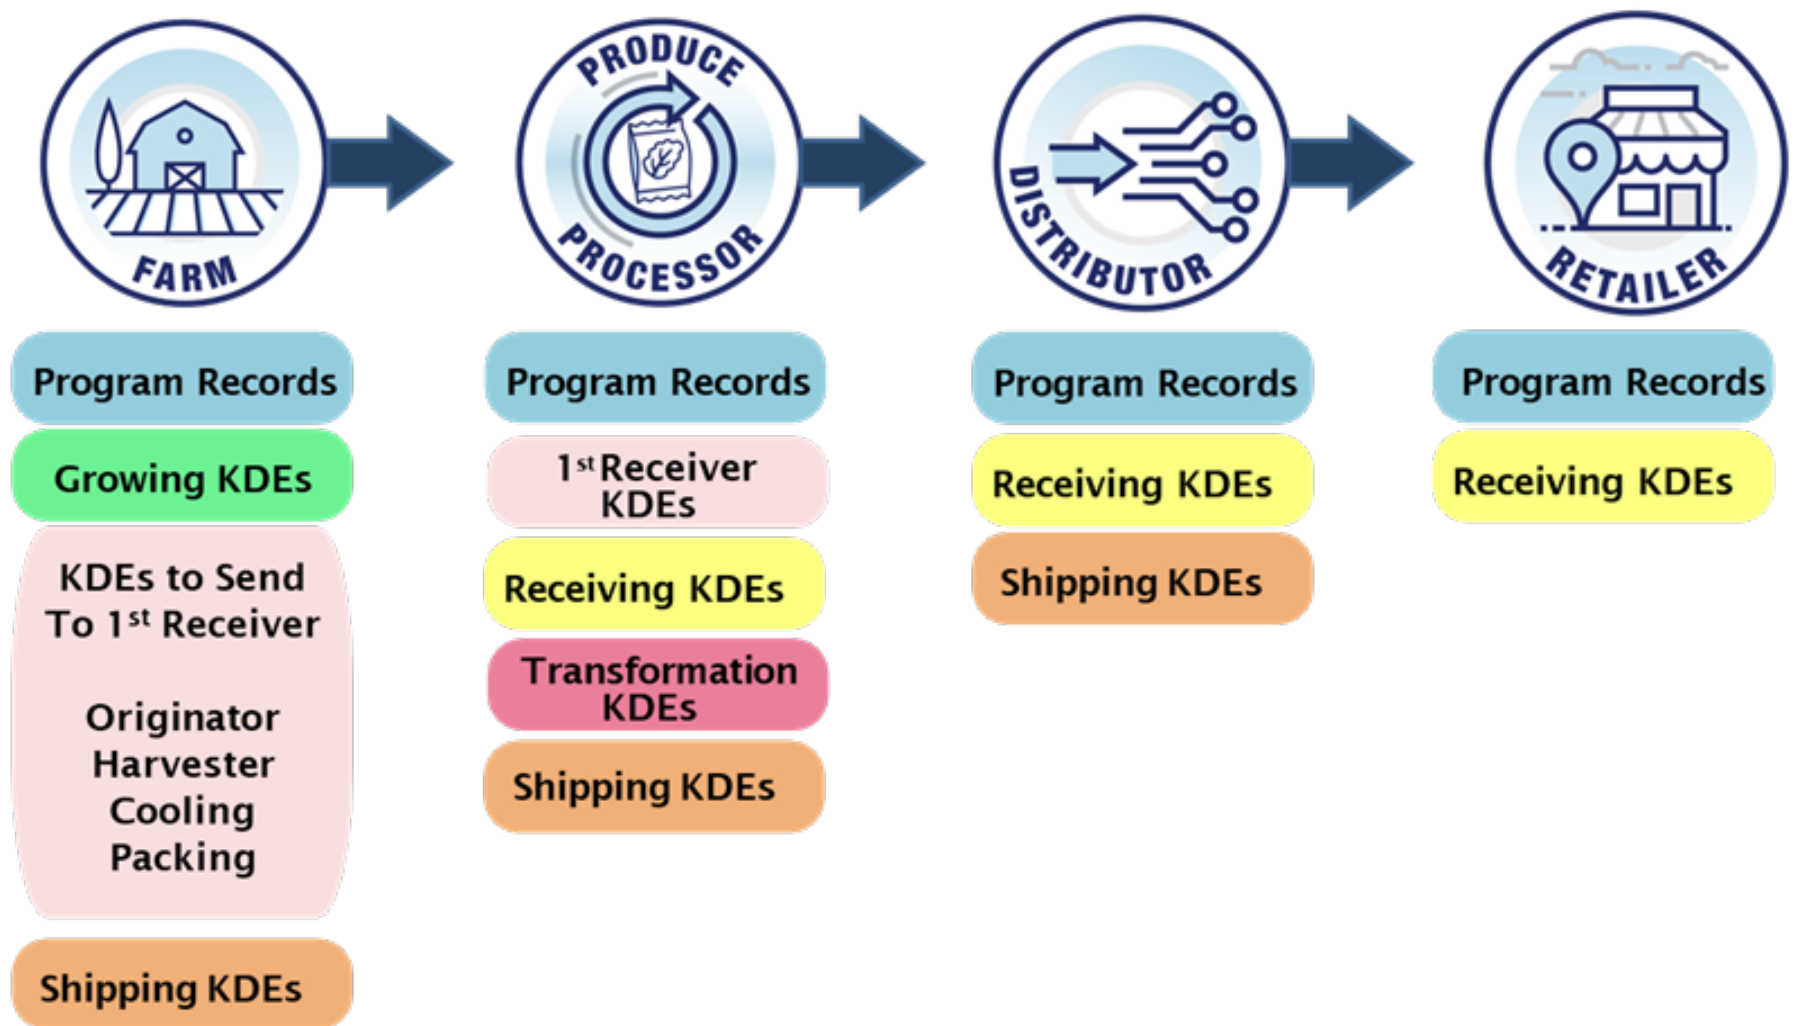 FARM
PRODUCE
PROCESSOR
DISTRIBUTOR
RETAILER
Program Records
Growing KDEs
KDEs to Send
To 1st Receiver
Originator
Harvester
Cooling
Packing
Shipping KDEs
Program Records
1st Receiver
KDEs
Receiving KDEs
Transformation
KDEs
Shipping KDEs
Program Records
Receiving KDEs
Shipping KDEs
Program Records
Receiving KDEs